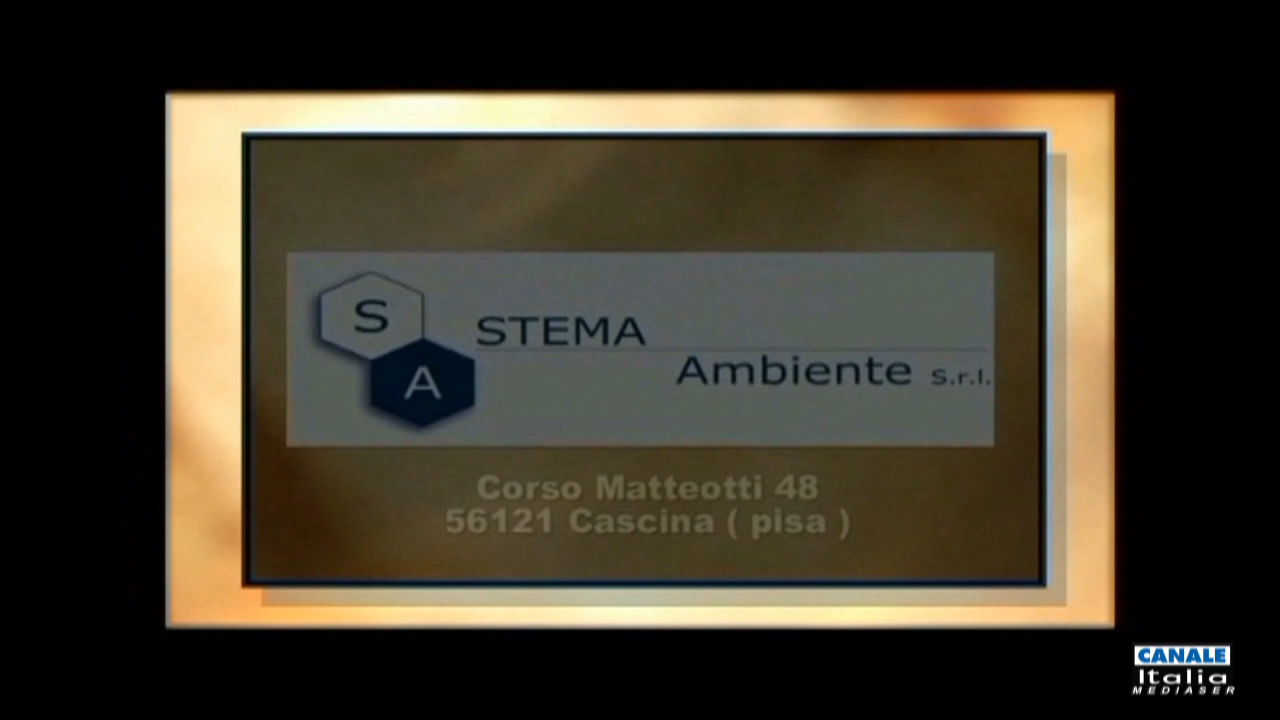 S
A
STEMA
Ambiente S.r.l.
Corso Matteotti 48
56121 Cascina ( pisa )
CANALE
Italia
MEDIASER